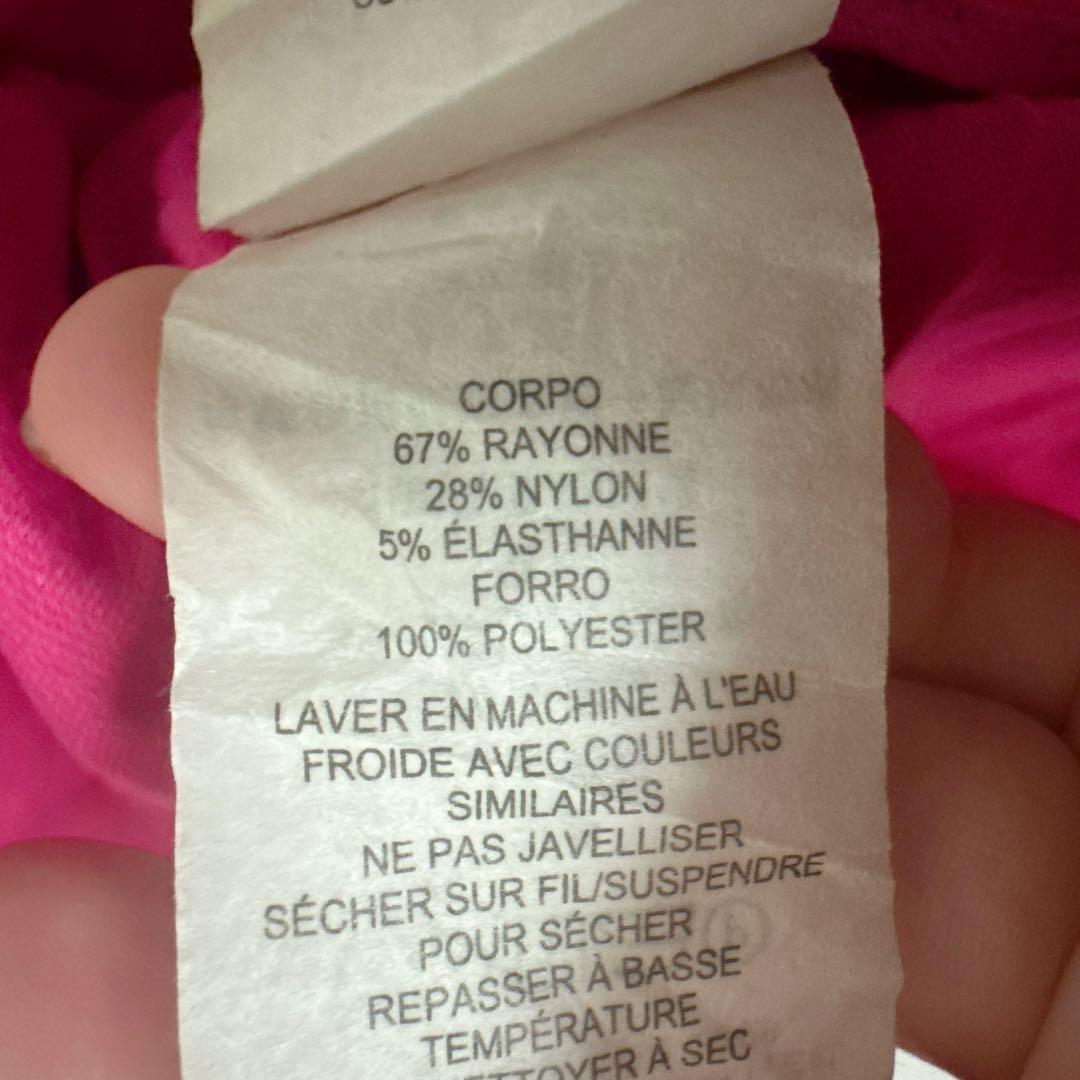 CORPO
67% RAYONNE
28% NYLON
5% ÉLASTHANNE
FORRO
100% POLYESTER
LAVER EN MACHINE À L'EAU
FROIDE AVEC COULEURS
SIMILAIRES
NE PAS JAVELLISER
SÉCHER SUR FIL/SUSPENDRE
POUR SÉCHER
REPASSER À BASSE
TEMPÉRATURE
À SEC